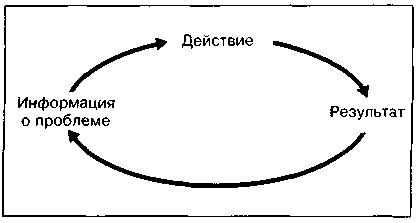 Действие
Информация
о проблеме
Результат